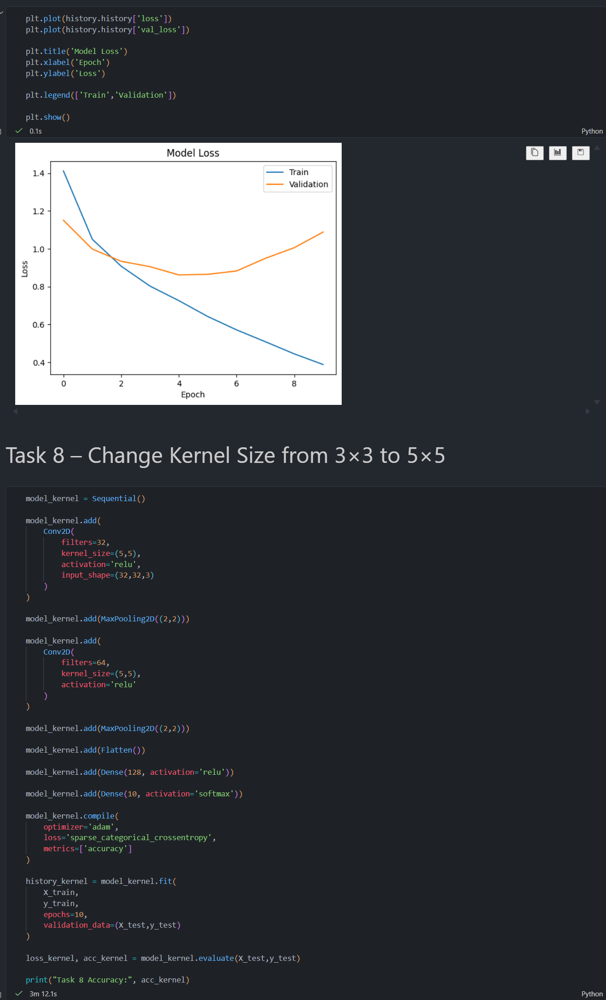 plt.plot(history.history['loss'])
plt.plot(history.history['val_loss'])
plt.title('Model Loss')
plt.xlabel('Epoch')
plt.ylabel('Loss')
plt.legend(['Train','Validation'])
plt.show()
0.1s
Python
Model Loss
Train
Validation
1.4
1.2
1.0
0.8
0.6
0.4
Loss
0 2 4 6 8
Epoch
Task 8 – Change Kernel Size from 3×3 to 5×5
model_kernel = Sequential()
model_kernel.add(
Conv2D(
filters=32,
kernel_size=(5,5),
activation='relu',
input_shape=(32,32,3)
)
)
model_kernel.add(MaxPooling2D((2,2)))
model_kernel.add(
Conv2D(
filters=64,
kernel_size=(5,5),
activation='relu'
)
)
model_kernel.add(MaxPooling2D((2,2)))
model_kernel.add(Flatten())
model_kernel.add(Dense(128, activation='relu'))
model_kernel.add(Dense(10, activation='softmax'))
model_kernel.compile(
optimizer='adam',
loss='sparse_categorical_crossentropy',
metrics=['accuracy']
)
history_kernel = model_kernel.fit(
X_train,
y_train,
epochs=10,
validation_data=(X_test,y_test)
)
loss_kernel, acc_kernel = model_kernel.evaluate(X_test,y_test)
print("Task 8 Accuracy:", acc_kernel)
3m 12.1s
Python